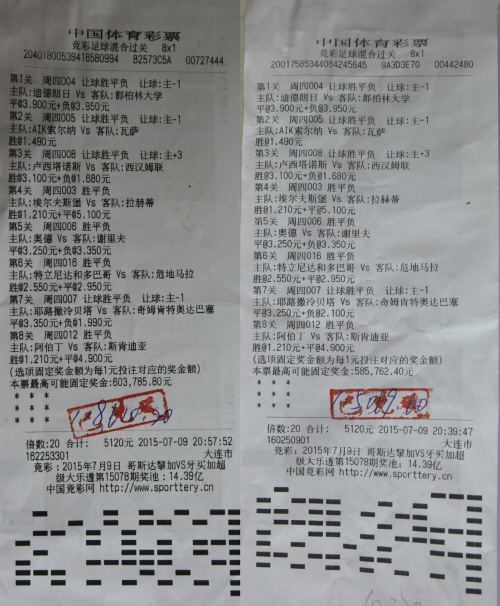 中国体育彩票
竞彩足球混合过关 8x1
20401800539418580994 B2573C5A 00727444
第1关 周四004 让球胜平负 让球:主-1
主队:迪德朗日 Vs 客队:都柏林大学
平@3.900元+负@3.950元
第2关 周四005 让球胜平负 让球:主-1
主队:AIK索尔纳 Vs 客队:瓦萨
胜@1.490元
第3关 周四008 让球胜平负 让球:主+3
主队:卢西塔诺斯 Vs 客队:西汉姆联
胜@3.100元+负@1.680元
第4关 周四003 胜平负
主队:埃尔夫斯堡 Vs 客队:拉赫蒂
胜@1.210元+平@5.100元
第5关 周四006 胜平负
主队:奥德 Vs 客队:谢里夫
平@3.250元+负@3.350元
第6关 周四016 胜平负
主队:特立尼达和多巴哥 Vs 客队:危地马拉
胜@2.550元+平@2.950元
第7关 周四007 让球胜平负 让球:主-1
主队:耶路撒冷贝塔 Vs 客队:奇姆肯特奥达巴塞
平@3.350元+负@1.990元
第8关 周四012 胜平负
主队:阿伯丁 Vs 客队:斯肯迪亚
胜@1.210元+平@4.900元
(选项固定奖金额为每1元投注对应的奖金额)
本票最高可能固定奖金:603,785.80元
* * *
* * *
* * *
倍数:20 合计: 5120元 2015-07-09 20:57:52
162253301 大连市
竞彩:2015年7月9日 哥斯达黎加VS牙买加超
级大乐透第15078期奖池:14.39亿
中国竞彩网 http://www.sporttery.cn
中国体育彩票
竞彩足球混合过关 8x1
20017585344084245645 9A3D3E70 00442480
第1关 周四004 让球胜平负 让球:主-1
主队:迪德朗日 Vs 客队:都柏林大学
平@3.900元+负@3.950元
第2关 周四005 让球胜平负 让球:主-1
主队:AIK索尔纳 Vs 客队:瓦萨
胜@1.490元
第3关 周四008 让球胜平负 让球:主+3
主队:卢西塔诺斯 Vs 客队:西汉姆联
胜@3.100元+负@1.680元
第4关 周四003 胜平负
主队:埃尔夫斯堡 Vs 客队:拉赫蒂
胜@1.210元+平@5.100元
第5关 周四006 胜平负
主队:奥德 Vs 客队:谢里夫
平@3.250元+负@3.350元
第6关 周四016 胜平负
主队:特立尼达和多巴哥 Vs 客队:危地马拉
胜@2.550元+平@2.950元
第7关 周四007 让球胜平负 让球:主-1
主队:耶路撒冷贝塔 Vs 客队:奇姆肯特奥达巴塞
平@3.250元+负@2.100元
第8关 周四012 胜平负
主队:阿伯丁 Vs 客队:斯肯迪亚
胜@1.210元+平@4.900元
(选项固定奖金额为每1元投注对应的奖金额)
本票最高可能固定奖金:585,762.40元
* * *
* * *
* * *
倍数:20 合计: 5120元 2015-07-09 20:39:47
160250901 大连市
竞彩:2015年7月9日 哥斯达黎加VS牙买加超
级大乐透第15078期奖池:14.39亿
中国竞彩网 http://www.sporttery.cn